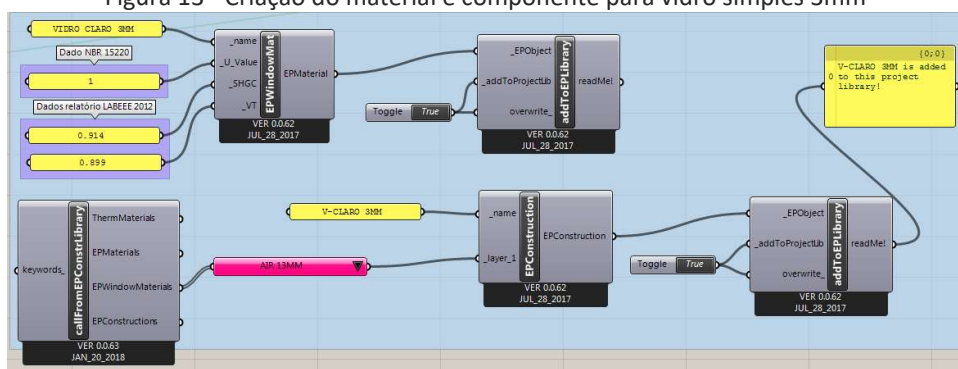 Figura 13 - Criação do material e componente para vidro simples 3mm
VIDRO CLARO 3MM
Dado NBR 15220
1
Dados relatório LABEEE 2012
0.914
0.899
_name
_U_Value
_SHGC
_VT
EPWindowMat
EPMaterial
VER 0.0.62
JUL_28_2017
Toggle True
_EPObject
_addToProjectLib
overwrite_
addToEPLibrary
readMe!
VER 0.0.62
JUL_28_2017
{0;0}
0 V-CLARO 3MM is added
to this project
library!
keywords_
callFromEPConstrLibrary
ThermMaterials
EPMaterials
EPWindowMaterials
EPConstructions
VER 0.0.63
JAN_20_2018
V-CLARO 3MM
AIR 13MM
_name
_layer_1
EPConstruction
EPConstruction
VER 0.0.62
JUL_28_2017
Toggle True
_EPObject
_addToProjectLib
overwrite_
addToEPLibrary
readMe!
VER 0.0.62
JUL_28_2017